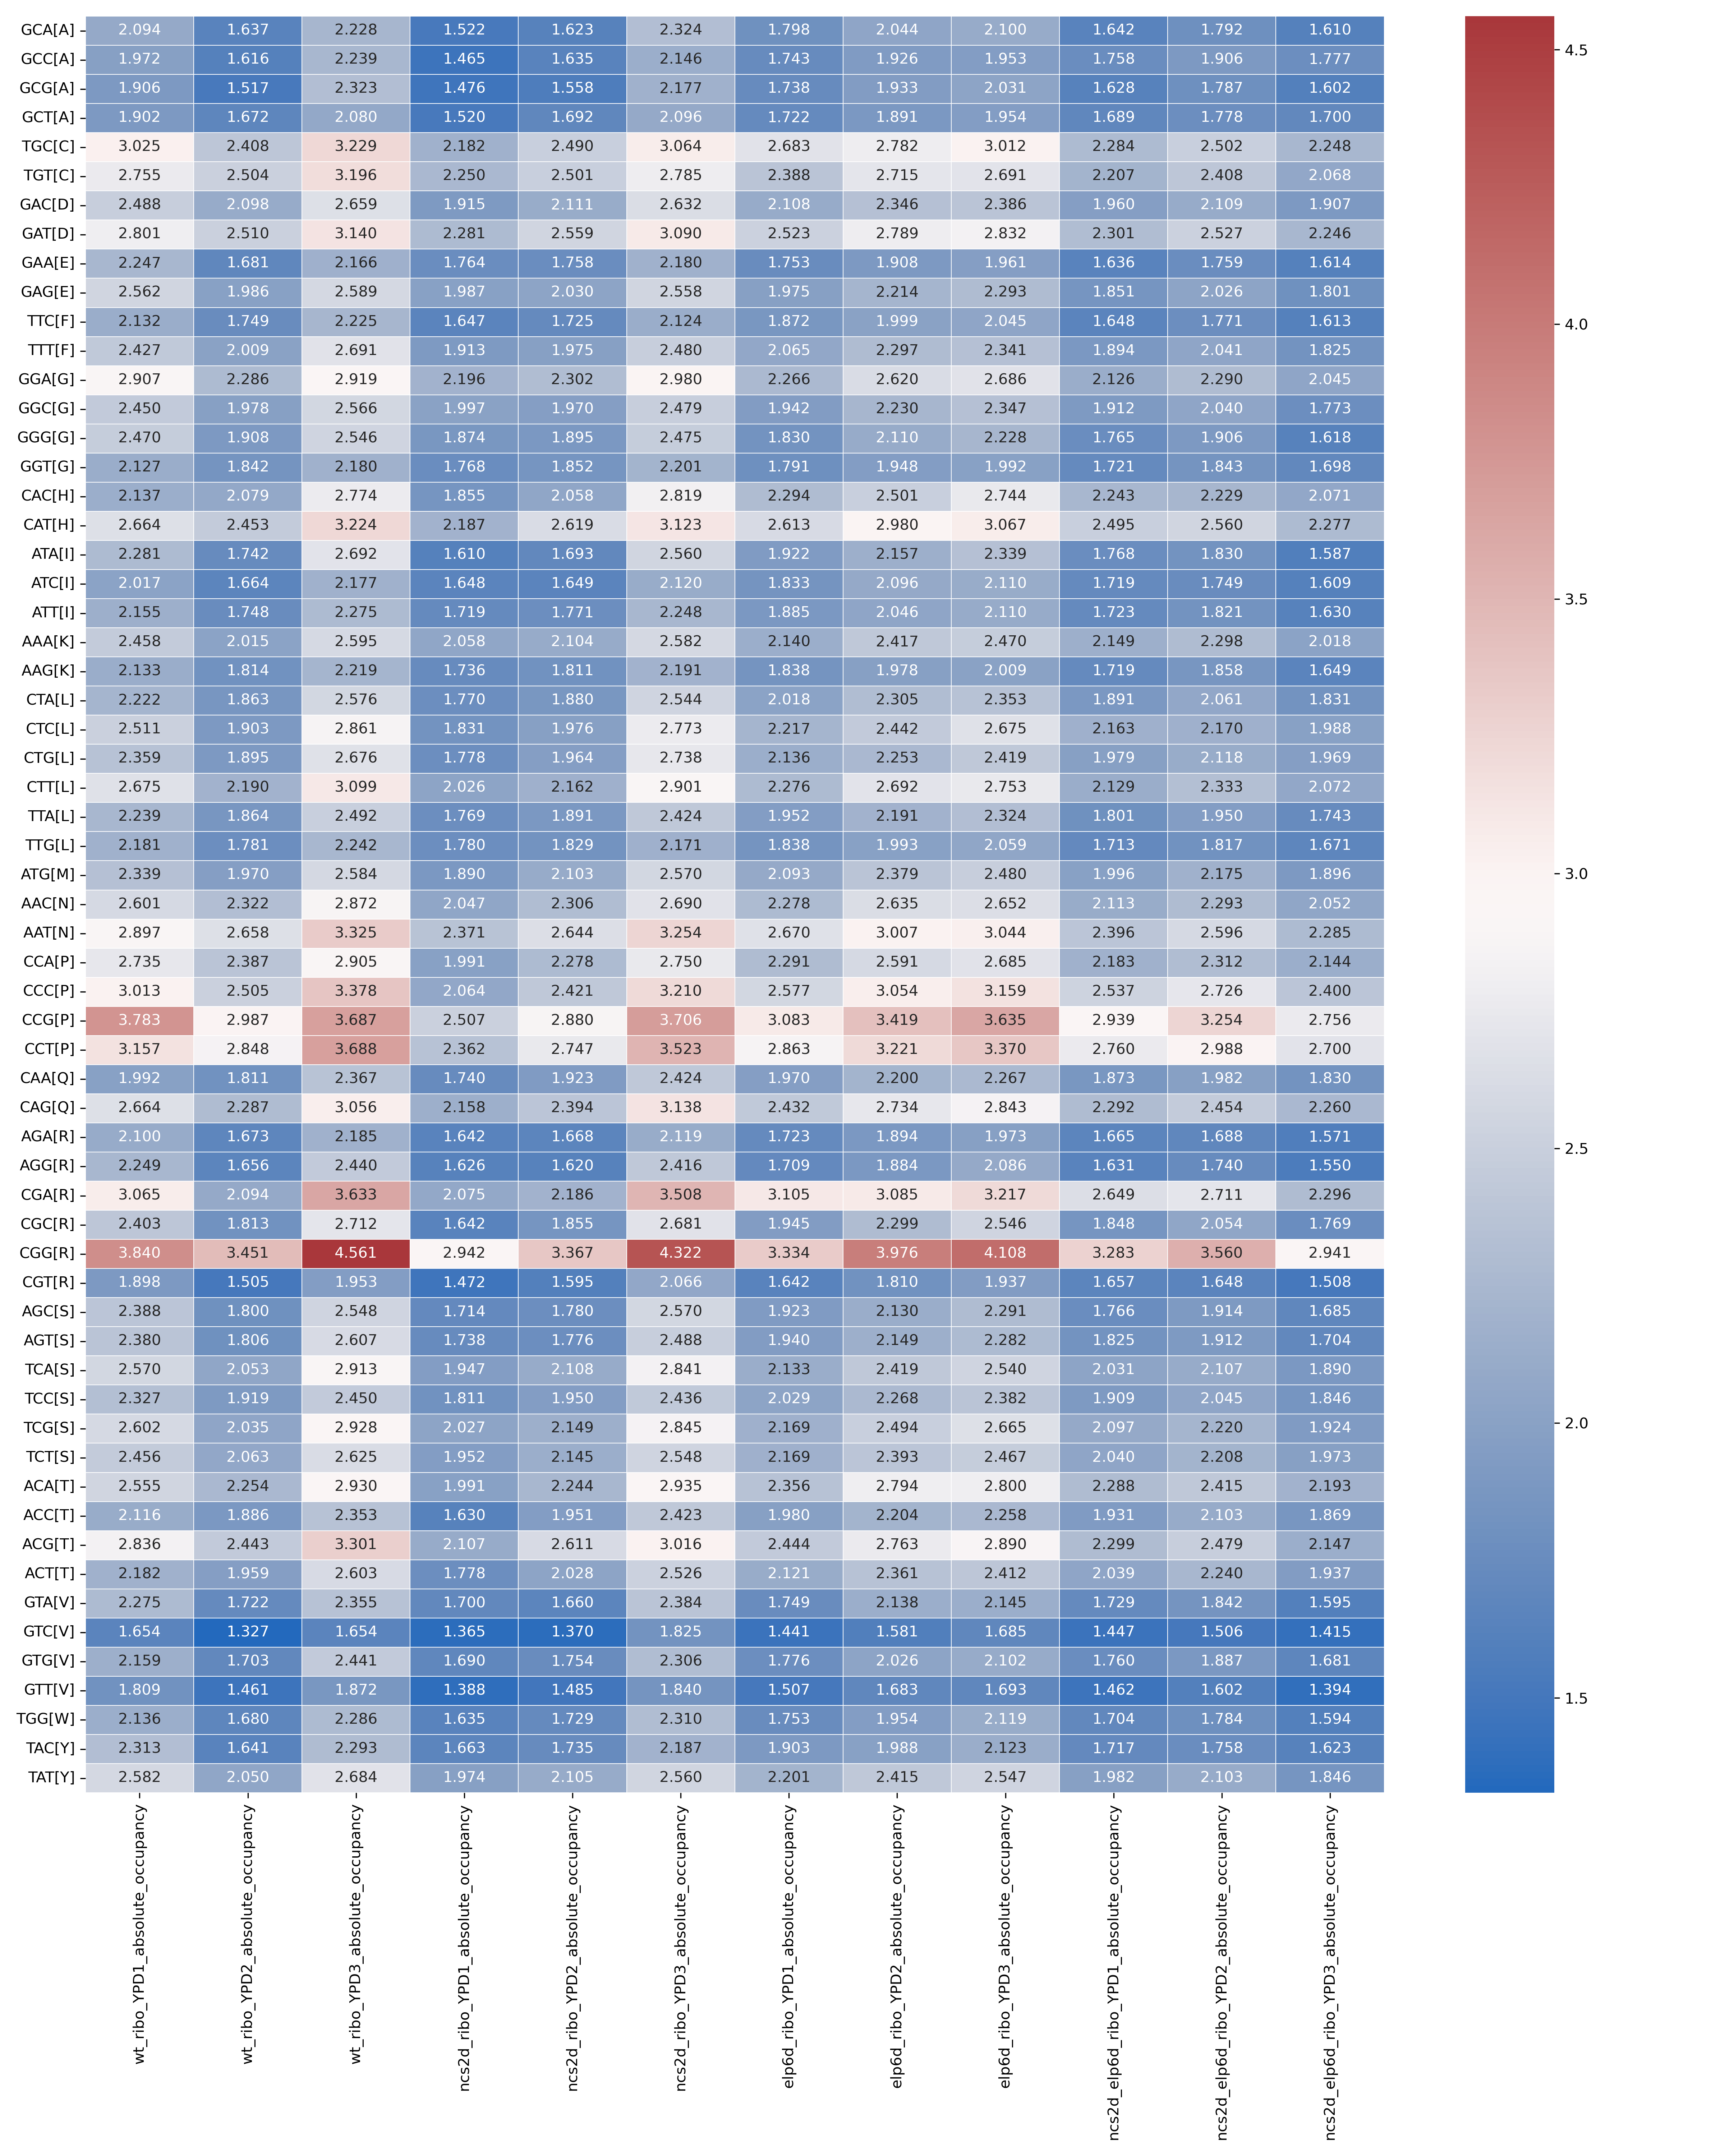 GCA[A] 2.094 1.637 2.228 1.522 1.623 2.324 1.798 2.044 2.100 1.642 1.792 1.610
GCC[A] 1.972 1.616 2.239 1.465 1.635 2.146 1.743 1.926 1.953 1.758 1.906 1.777
GCG[A] 1.906 1.517 2.323 1.476 1.558 2.177 1.738 1.933 2.031 1.628 1.787 1.602
GCT[A] 1.902 1.672 2.080 1.520 1.692 2.096 1.722 1.891 1.954 1.689 1.778 1.700
TGC[C] 3.025 2.408 3.229 2.182 2.490 3.064 2.683 2.782 3.012 2.284 2.502 2.248
TGT[C] 2.755 2.504 3.196 2.250 2.501 2.785 2.388 2.715 2.691 2.207 2.408 2.068
GAC[D] 2.488 2.098 2.659 1.915 2.111 2.632 2.108 2.346 2.386 1.960 2.109 1.907
GAT[D] 2.801 2.510 3.140 2.281 2.559 3.090 2.523 2.789 2.832 2.301 2.527 2.246
GAA[E] 2.247 1.681 2.166 1.764 1.758 2.180 1.753 1.908 1.961 1.636 1.759 1.614
GAG[E] 2.562 1.986 2.589 1.987 2.030 2.558 1.975 2.214 2.293 1.851 2.026 1.801
TTC[F] 2.132 1.749 2.225 1.647 1.725 2.124 1.872 1.999 2.045 1.648 1.771 1.613
TTT[F] 2.427 2.009 2.691 1.913 1.975 2.480 2.065 2.297 2.341 1.894 2.041 1.825
GGA[G] 2.907 2.286 2.919 2.196 2.302 2.980 2.266 2.620 2.686 2.126 2.290 2.045
GGC[G] 2.450 1.978 2.566 1.997 1.970 2.479 1.942 2.230 2.347 1.912 2.040 1.773
GGG[G] 2.470 1.908 2.546 1.874 1.895 2.475 1.830 2.110 2.228 1.765 1.906 1.618
GGT[G] 2.127 1.842 2.180 1.768 1.852 2.201 1.791 1.948 1.992 1.721 1.843 1.698
CAC[H] 2.137 2.079 2.774 1.855 2.058 2.819 2.294 2.501 2.744 2.243 2.229 2.071
CAT[H] 2.664 2.453 3.224 2.187 2.619 3.123 2.613 2.980 3.067 2.495 2.560 2.277
ATA[I] 2.281 1.742 2.692 1.610 1.693 2.560 1.922 2.157 2.339 1.768 1.830 1.587
ATC[I] 2.017 1.664 2.177 1.648 1.649 2.120 1.833 2.096 2.110 1.719 1.749 1.609
ATT[I] 2.155 1.748 2.275 1.719 1.771 2.248 1.885 2.046 2.110 1.723 1.821 1.630
AAA[K] 2.458 2.015 2.595 2.058 2.104 2.582 2.140 2.417 2.470 2.149 2.298 2.018
AAG[K] 2.133 1.814 2.219 1.736 1.811 2.191 1.838 1.978 2.009 1.719 1.858 1.649
CTA[L] 2.222 1.863 2.576 1.770 1.880 2.544 2.018 2.305 2.353 1.891 2.061 1.831
CTC[L] 2.511 1.903 2.861 1.831 1.976 2.773 2.217 2.442 2.675 2.163 2.170 1.988
CTG[L] 2.359 1.895 2.676 1.778 1.964 2.738 2.136 2.253 2.419 1.979 2.118 1.969
CTT[L] 2.675 2.190 3.099 2.026 2.162 2.901 2.276 2.692 2.753 2.129 2.333 2.072
TTA[L] 2.239 1.864 2.492 1.769 1.891 2.424 1.952 2.191 2.324 1.801 1.950 1.743
TTG[L] 2.181 1.781 2.242 1.780 1.829 2.171 1.838 1.993 2.059 1.713 1.817 1.671
ATG[M] 2.339 1.970 2.584 1.890 2.103 2.570 2.093 2.379 2.480 1.996 2.175 1.896
AAC[N] 2.601 2.322 2.872 2.047 2.306 2.690 2.278 2.635 2.652 2.113 2.293 2.052
AAT[N] 2.897 2.658 3.325 2.371 2.644 3.254 2.670 3.007 3.044 2.396 2.596 2.285
CCA[P] 2.735 2.387 2.905 1.991 2.278 2.750 2.291 2.591 2.685 2.183 2.312 2.144
CCC[P] 3.013 2.505 3.378 2.064 2.421 3.210 2.577 3.054 3.159 2.537 2.726 2.400
CCG[P] 3.783 2.987 3.687 2.507 2.880 3.706 3.083 3.419 3.635 2.939 3.254 2.756
CCT[P] 3.157 2.848 3.688 2.362 2.747 3.523 2.863 3.221 3.370 2.760 2.988 2.700
CAA[Q] 1.992 1.811 2.367 1.740 1.923 2.424 1.970 2.200 2.267 1.873 1.982 1.830
CAG[Q] 2.664 2.287 3.056 2.158 2.394 3.138 2.432 2.734 2.843 2.292 2.454 2.260
AGA[R] 2.100 1.673 2.185 1.642 1.668 2.119 1.723 1.894 1.973 1.665 1.688 1.571
AGG[R] 2.249 1.656 2.440 1.626 1.620 2.416 1.709 1.884 2.086 1.631 1.740 1.550
CGA[R] 3.065 2.094 3.633 2.075 2.186 3.508 3.105 3.085 3.217 2.649 2.711 2.296
CGC[R] 2.403 1.813 2.712 1.642 1.855 2.681 1.945 2.299 2.546 1.848 2.054 1.769
CGG[R] 3.840 3.451 4.561 2.942 3.367 4.322 3.334 3.976 4.108 3.283 3.560 2.941
CGT[R] 1.898 1.505 1.953 1.472 1.595 2.066 1.642 1.810 1.937 1.657 1.648 1.508
AGC[S] 2.388 1.800 2.548 1.714 1.780 2.570 1.923 2.130 2.291 1.766 1.914 1.685
AGT[S] 2.380 1.806 2.607 1.738 1.776 2.488 1.940 2.149 2.282 1.825 1.912 1.704
TCA[S] 2.570 2.053 2.913 1.947 2.108 2.841 2.133 2.419 2.540 2.031 2.107 1.890
TCC[S] 2.327 1.919 2.450 1.811 1.950 2.436 2.029 2.268 2.382 1.909 2.045 1.846
TCG[S] 2.602 2.035 2.928 2.027 2.149 2.845 2.169 2.494 2.665 2.097 2.220 1.924
TCT[S] 2.456 2.063 2.625 1.952 2.145 2.548 2.169 2.393 2.467 2.040 2.208 1.973
ACA[T] 2.555 2.254 2.930 1.991 2.244 2.935 2.356 2.794 2.800 2.288 2.415 2.193
ACC[T] 2.116 1.886 2.353 1.630 1.951 2.423 1.980 2.204 2.258 1.931 2.103 1.869
ACG[T] 2.836 2.443 3.301 2.107 2.611 3.016 2.444 2.763 2.890 2.299 2.479 2.147
ACT[T] 2.182 1.959 2.603 1.778 2.028 2.526 2.121 2.361 2.412 2.039 2.240 1.937
GTA[V] 2.275 1.722 2.355 1.700 1.660 2.384 1.749 2.138 2.145 1.729 1.842 1.595
GTC[V] 1.654 1.327 1.654 1.365 1.370 1.825 1.441 1.581 1.685 1.447 1.506 1.415
GTG[V] 2.159 1.703 2.441 1.690 1.754 2.306 1.776 2.026 2.102 1.760 1.887 1.681
GTT[V] 1.809 1.461 1.872 1.388 1.485 1.840 1.507 1.683 1.693 1.462 1.602 1.394
TGG[W] 2.136 1.680 2.286 1.635 1.729 2.310 1.753 1.954 2.119 1.704 1.784 1.594
TAC[Y] 2.313 1.641 2.293 1.663 1.735 2.187 1.903 1.988 2.123 1.717 1.758 1.623
TAT[Y] 2.582 2.050 2.684 1.974 2.105 2.560 2.201 2.415 2.547 1.982 2.103 1.846
wt_ribo_YPD1_absolute_occupancy
wt_ribo_YPD2_absolute_occupancy
wt_ribo_YPD3_absolute_occupancy
ncs2d_ribo_YPD1_absolute_occupancy
ncs2d_ribo_YPD2_absolute_occupancy
ncs2d_ribo_YPD3_absolute_occupancy
elp6d_ribo_YPD1_absolute_occupancy
elp6d_ribo_YPD2_absolute_occupancy
elp6d_ribo_YPD3_absolute_occupancy
ncs2d_elp6d_ribo_YPD1_absolute_occupancy
ncs2d_elp6d_ribo_YPD2_absolute_occupancy
ncs2d_elp6d_ribo_YPD3_absolute_occupancy
4.5
4.0
3.5
3.0
2.5
2.0
1.5